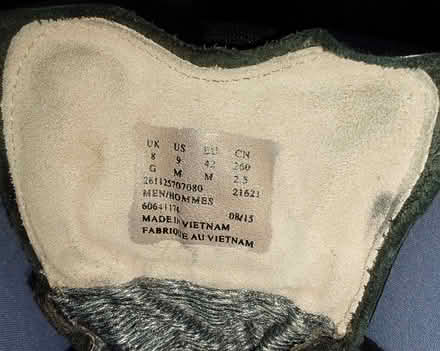 UK US EU CN
8 9 42 260
G M M 2.5
261125707080 21621
MEN/HOMMES
60641174 08/15
MADE IN VIETNAM
FABRIQUE AU VIETNAM